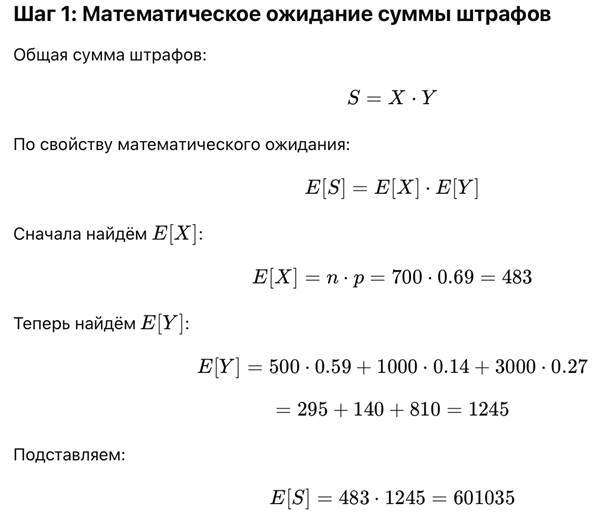 Шаг 1: Математическое ожидание суммы штрафов
Общая сумма штрафов:
S = X · Y
По свойству математического ожидания:
E[S] = E[X] · E[Y]
Сначала найдём E[X]:
E[X] = n · p = 700 · 0.69 = 483
Теперь найдём E[Y]:
E[Y] = 500 · 0.59 + 1000 · 0.14 + 3000 · 0.27
= 295 + 140 + 810 = 1245
Подставляем:
E[S] = 483 · 1245 = 601035